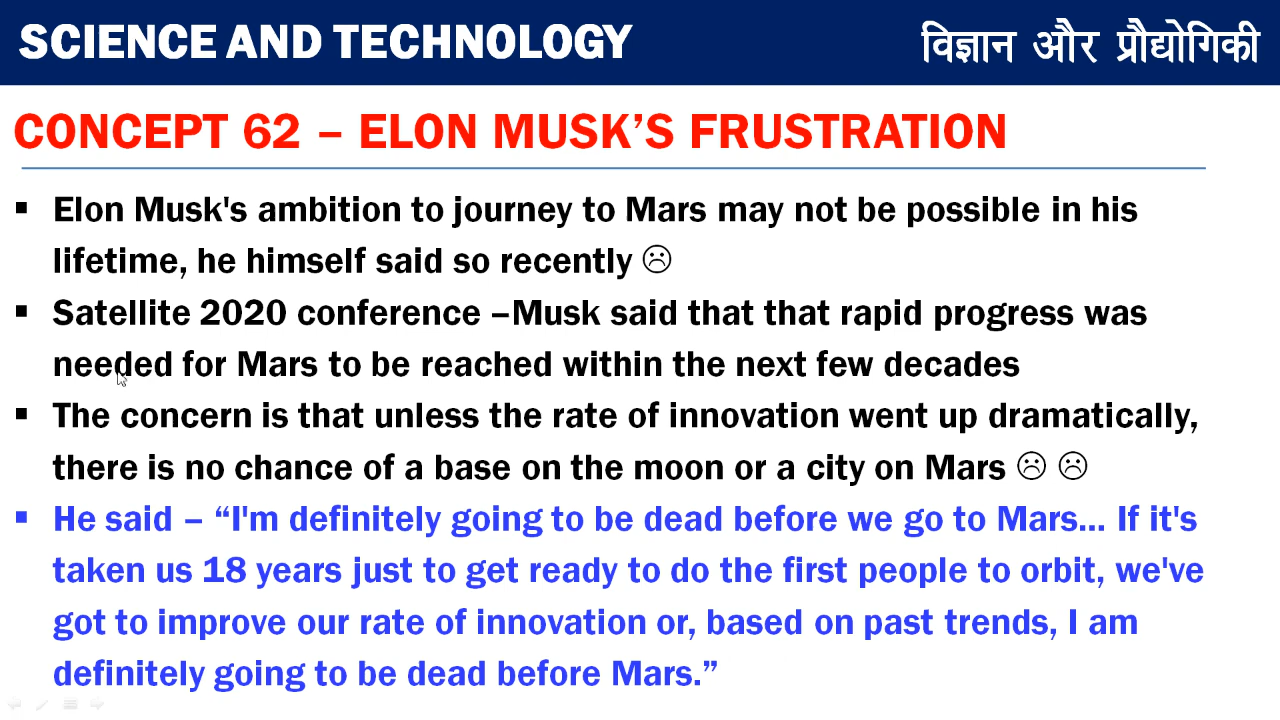 SCIENCE AND TECHNOLOGY विज्ञान और प्रौद्योगिकी
CONCEPT 62 – ELON MUSK’S FRUSTRATION
▪ Elon Musk's ambition to journey to Mars may not be possible in his
lifetime, he himself said so recently ☹
▪ Satellite 2020 conference –Musk said that that rapid progress was
needed for Mars to be reached within the next few decades
▪ The concern is that unless the rate of innovation went up dramatically,
there is no chance of a base on the moon or a city on Mars ☹ ☹
▪ He said – “I'm definitely going to be dead before we go to Mars... If it's
taken us 18 years just to get ready to do the first people to orbit, we've
got to improve our rate of innovation or, based on past trends, I am
definitely going to be dead before Mars.”